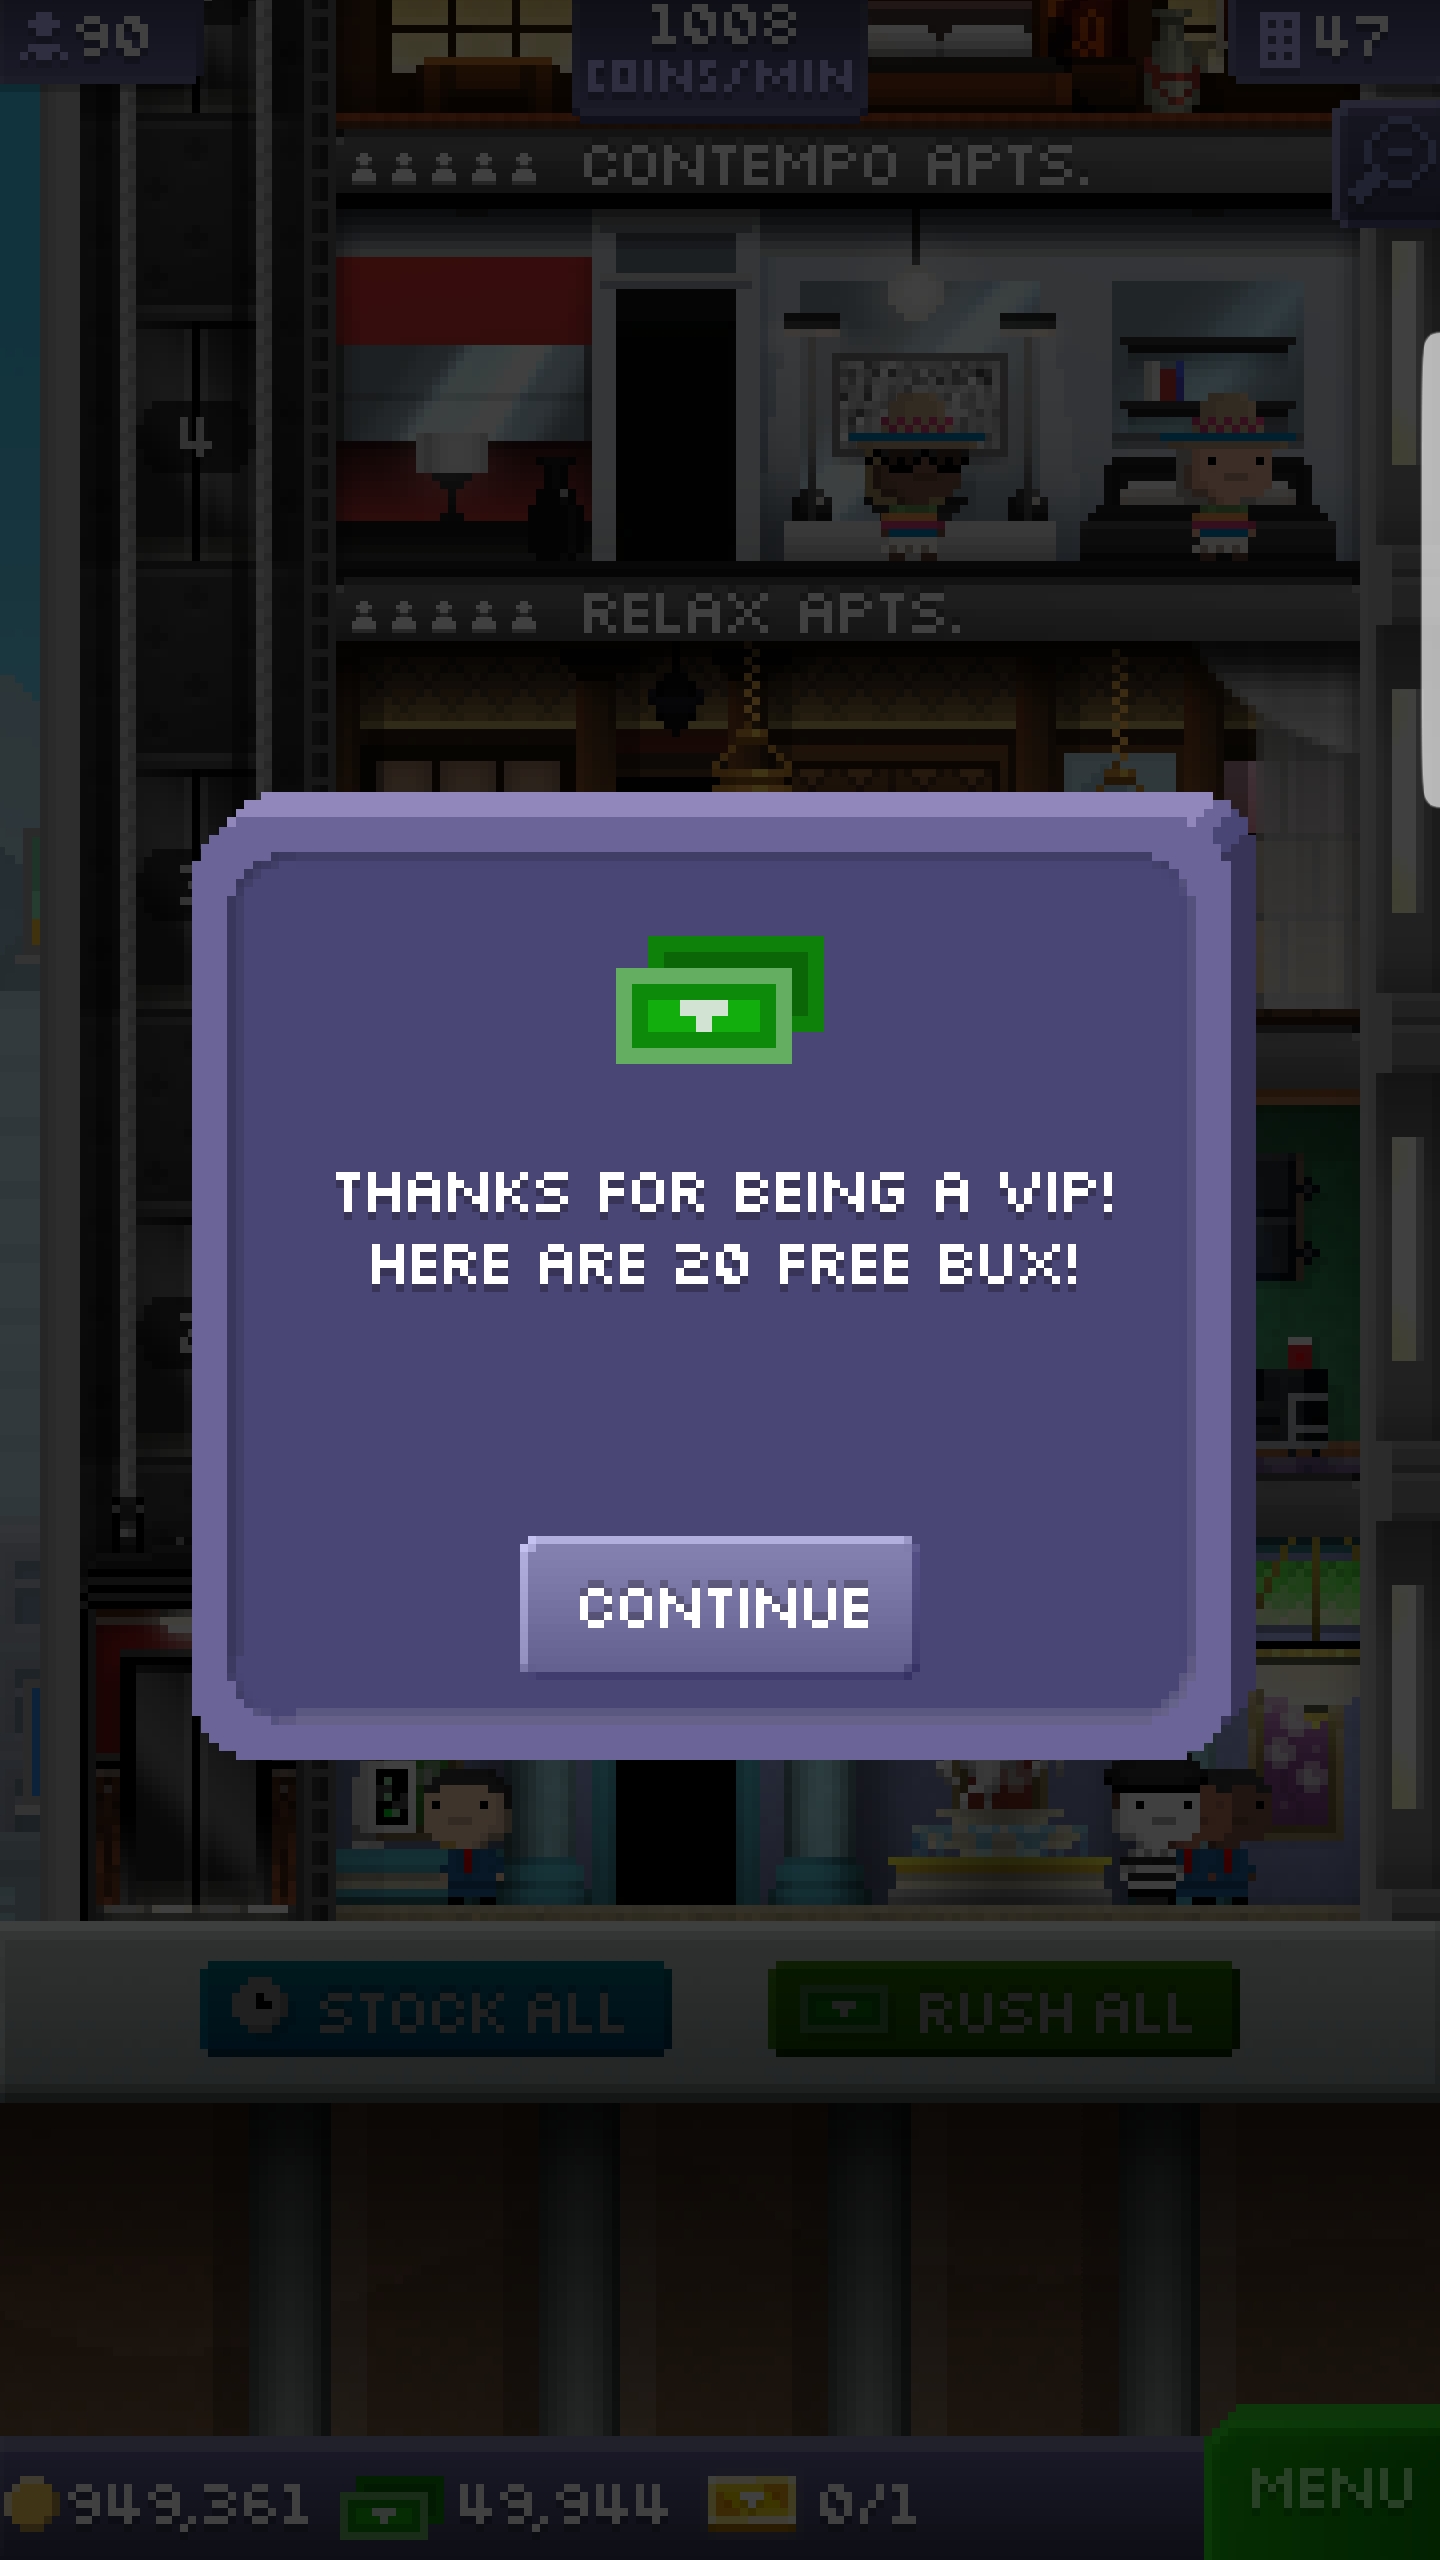 90
1008
COINS/MIN
47
CONTEMPO APTS.
4
RELAX APTS.
THANKS FOR BEING A VIP!
HERE ARE 20 FREE BUX!
CONTINUE
STOCK ALL
RUSH ALL
949,361
49,944
0/1
MENU